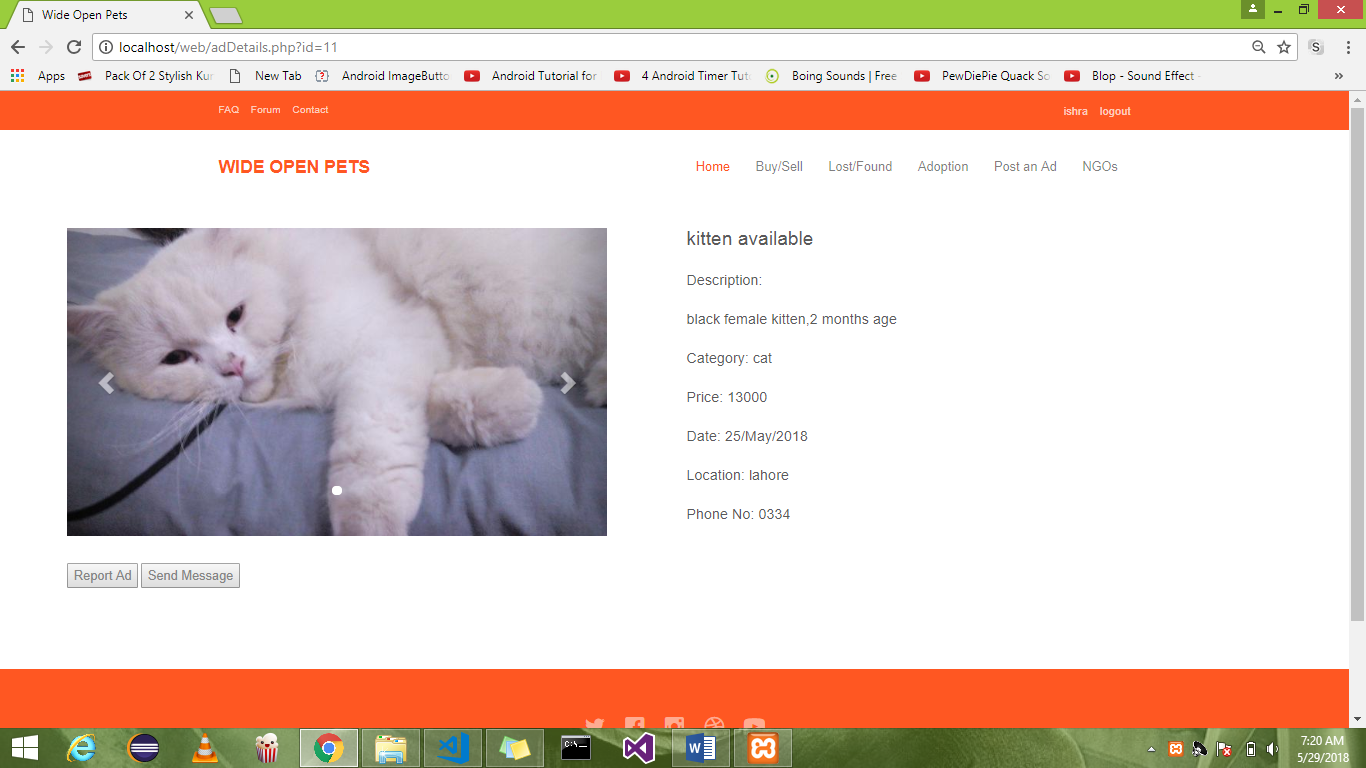 Wide Open Pets
localhost/web/adDetails.php?id=11
S
Apps Pack Of 2 Stylish Kur New Tab Android ImageButto Android Tutorial for 4 Android Timer Tut Boing Sounds | Free PewDiePie Quack So Blop - Sound Effect - »
FAQ Forum Contact ishra logout
WIDE OPEN PETS Home Buy/Sell Lost/Found Adoption Post an Ad NGOs
kitten available
Description:
black female kitten,2 months age
Category: cat
Price: 13000
Date: 25/May/2018
Location: lahore
Phone No: 0334
Report Ad Send Message
7:20 AM
5/29/2018